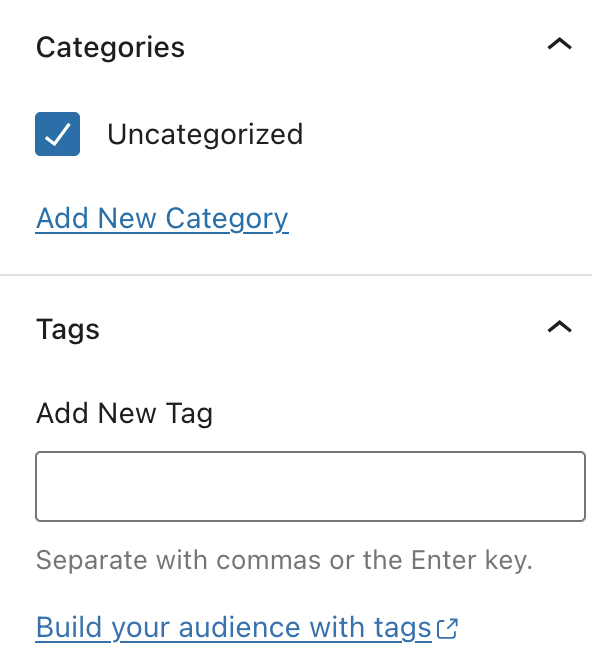 Categories
Uncategorized
Add New Category
Tags
Add New Tag
Separate with commas or the Enter key.
Build your audience with tags